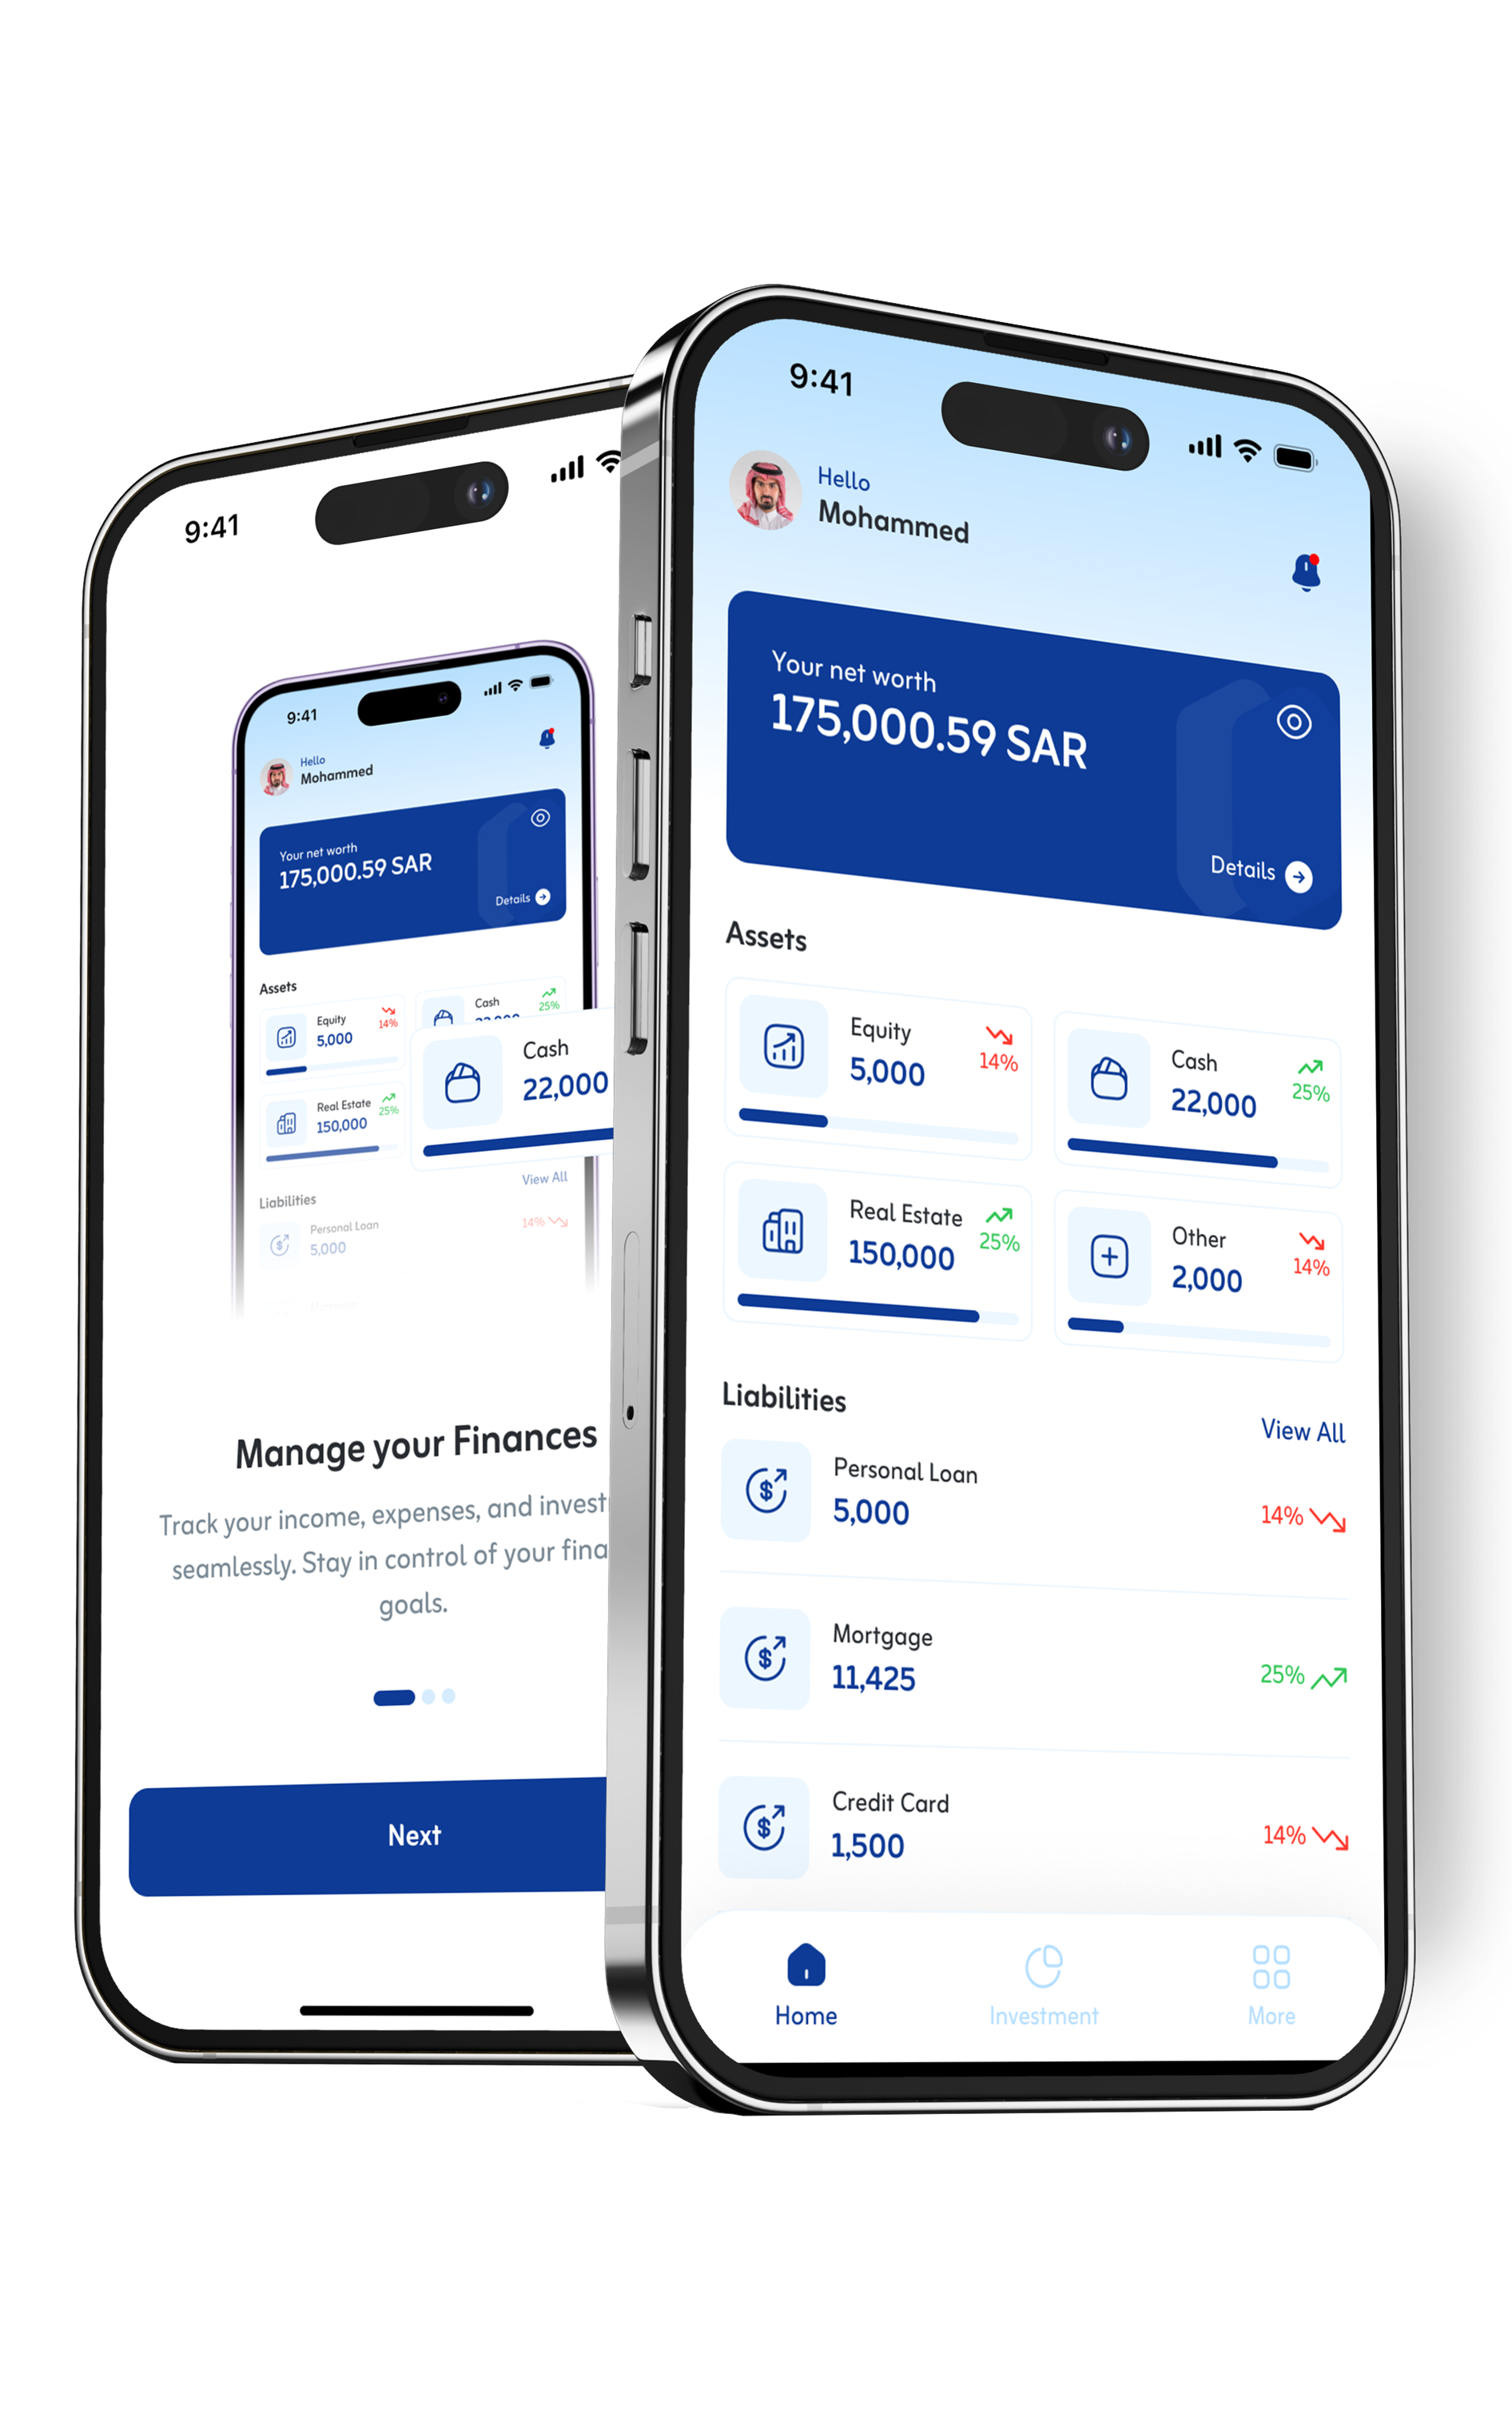 9:41
9:41
Hello
Mohammed
Your net worth
175,000.59 SAR
Details
Assets
Equity
5,000
14%
Cash
25%
Real Estate
150,000
25%
Cash
22,000
View All
Liabilities
Personal Loan
5,000
14%
Manage your Finances
Track your income, expenses, and invest
seamlessly. Stay in control of your fina
goals.
Next
9:41
Hello
Mohammed
Your net worth
175,000.59 SAR
Details
Assets
Equity
5,000
14%
Cash
22,000
25%
Real Estate
150,000
25%
Other
2,000
14%
Liabilities
View All
Personal Loan
5,000
14%
Mortgage
11,425
25%
Credit Card
1,500
14%
Home
Investment
More